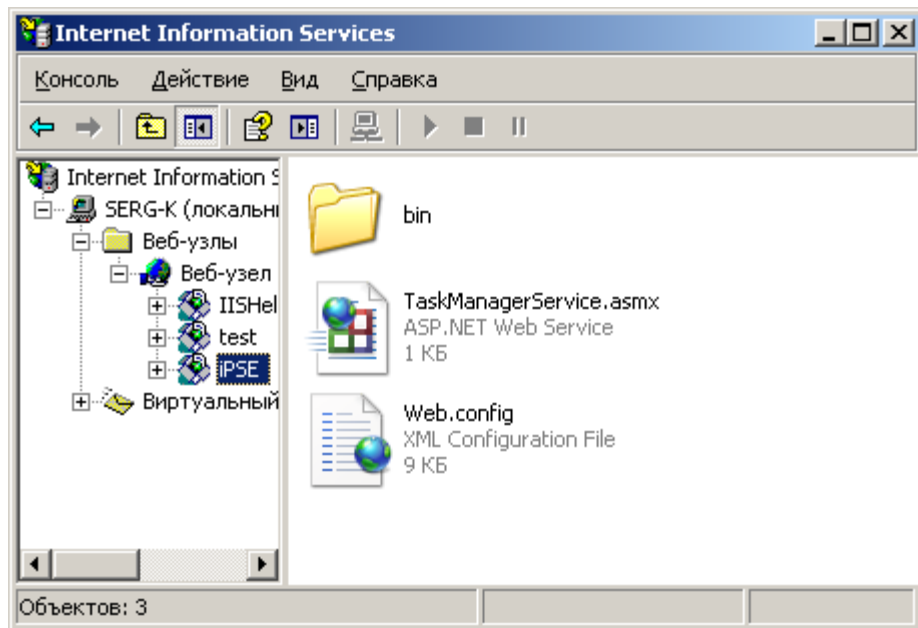 Internet Information Services
Консоль Действие Вид Справка
Internet Information S
SERG-K (локальны
Веб-узлы
Веб-узел
IISHel
test
iPSE
Виртуальный
bin
TaskManagerService.asmx
ASP.NET Web Service
1 КБ
Web.config
XML Configuration File
9 КБ
Объектов: 3